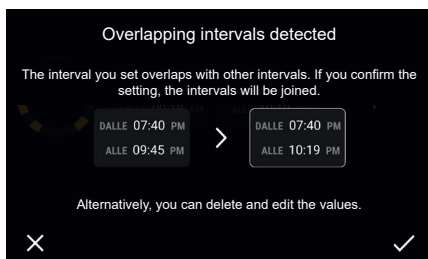 Overlapping intervals detected
The interval you set overlaps with other intervals. If you confirm the
setting, the intervals will be joined.
DALLE 07:40 PM
ALLE 09:45 PM
DALLE 07:40 PM
ALLE 10:19 PM
Alternatively, you can delete and edit the values.